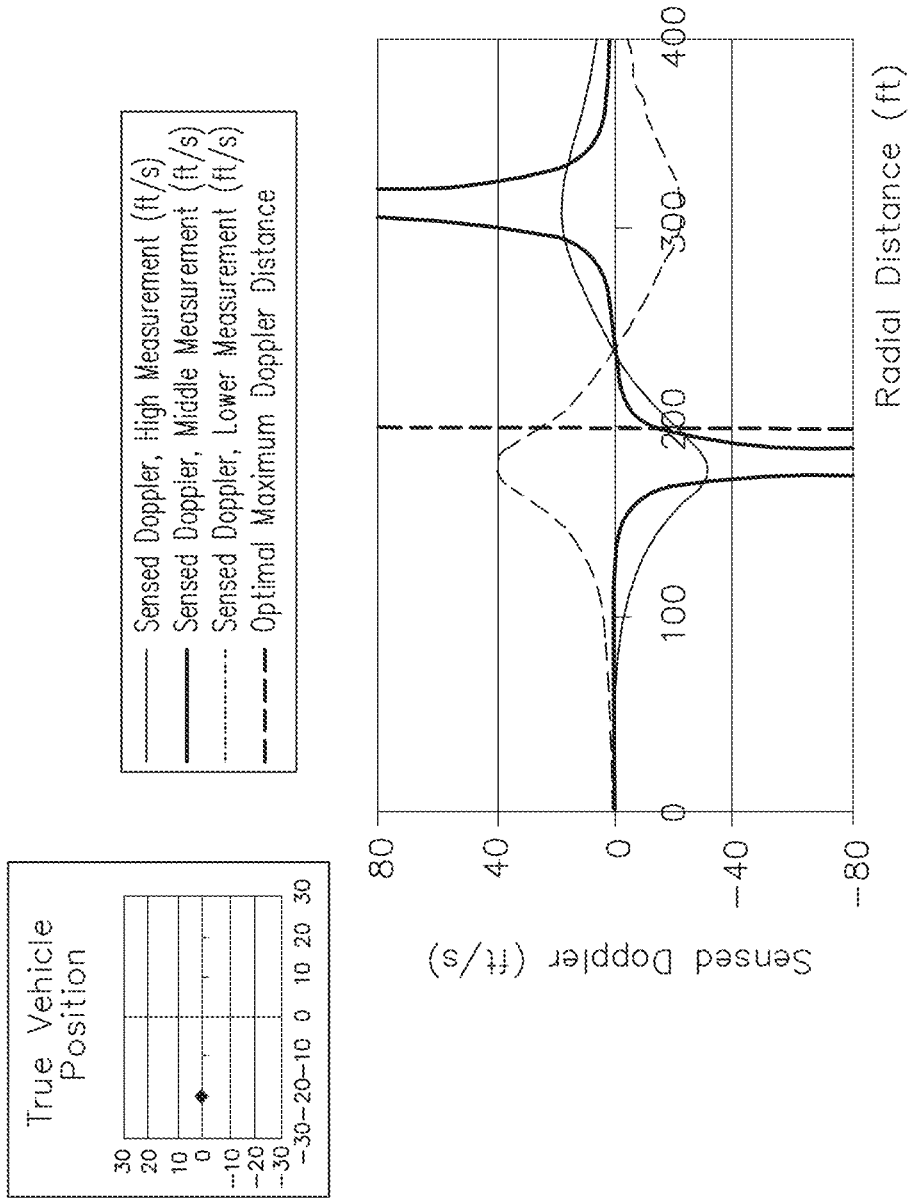 True Vehicle
Position
30
20
10
0
-10
-20
-30
-30 -20 -10 0 10 20 30
Sensed Doppler, High Measurement (ft/s)
Sensed Doppler, Middle Measurement (ft/s)
Sensed Doppler, Lower Measurement (ft/s)
Optimal Maximum Doppler Distance
Sensed Doppler (ft/s)
80
40
0
-40
-80
0 100 200 300 400
Radial Distance (ft)